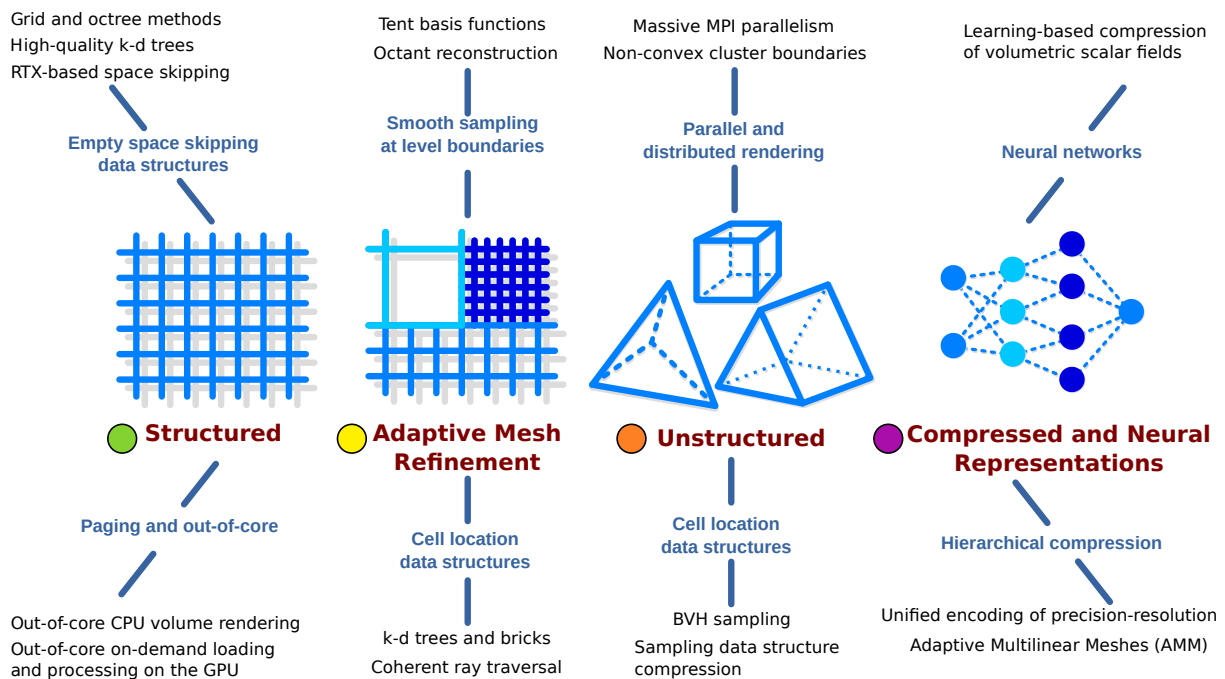 Grid and octree methods
High-quality k-d trees
RTX-based space skipping
Empty space skipping
data structures
Structured
Paging and out-of-core
Out-of-core CPU volume rendering
Out-of-core on-demand loading
and processing on the GPU
Tent basis functions
Octant reconstruction
Smooth sampling
at level boundaries
Adaptive Mesh
Refinement
Cell location
data structures
k-d trees and bricks
Coherent ray traversal
Massive MPI parallelism
Non-convex cluster boundaries
Parallel and
distributed rendering
Unstructured
Cell location
data structures
BVH sampling
Sampling data structure
compression
Learning-based compression
of volumetric scalar fields
Neural networks
Compressed and Neural
Representations
Hierarchical compression
Unified encoding of precision-resolution
Adaptive Multilinear Meshes (AMM)